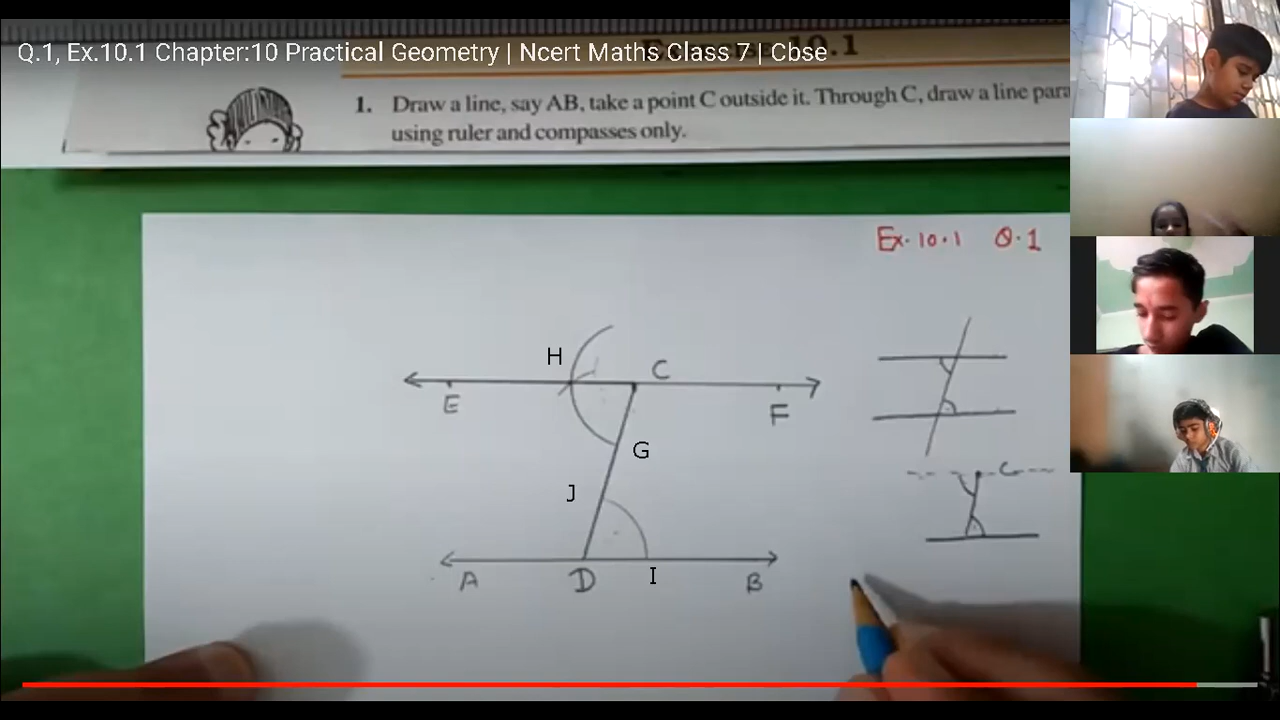 Q.1, Ex.10.1 Chapter:10 Practical Geometry | Ncert Maths Class 7 | Cbse
1. Draw a line, say AB, take a point C outside it. Through C, draw a line para
using ruler and compasses only.
Ex. 10.1 Q.1
H C
E F
G
J
C
A D I B